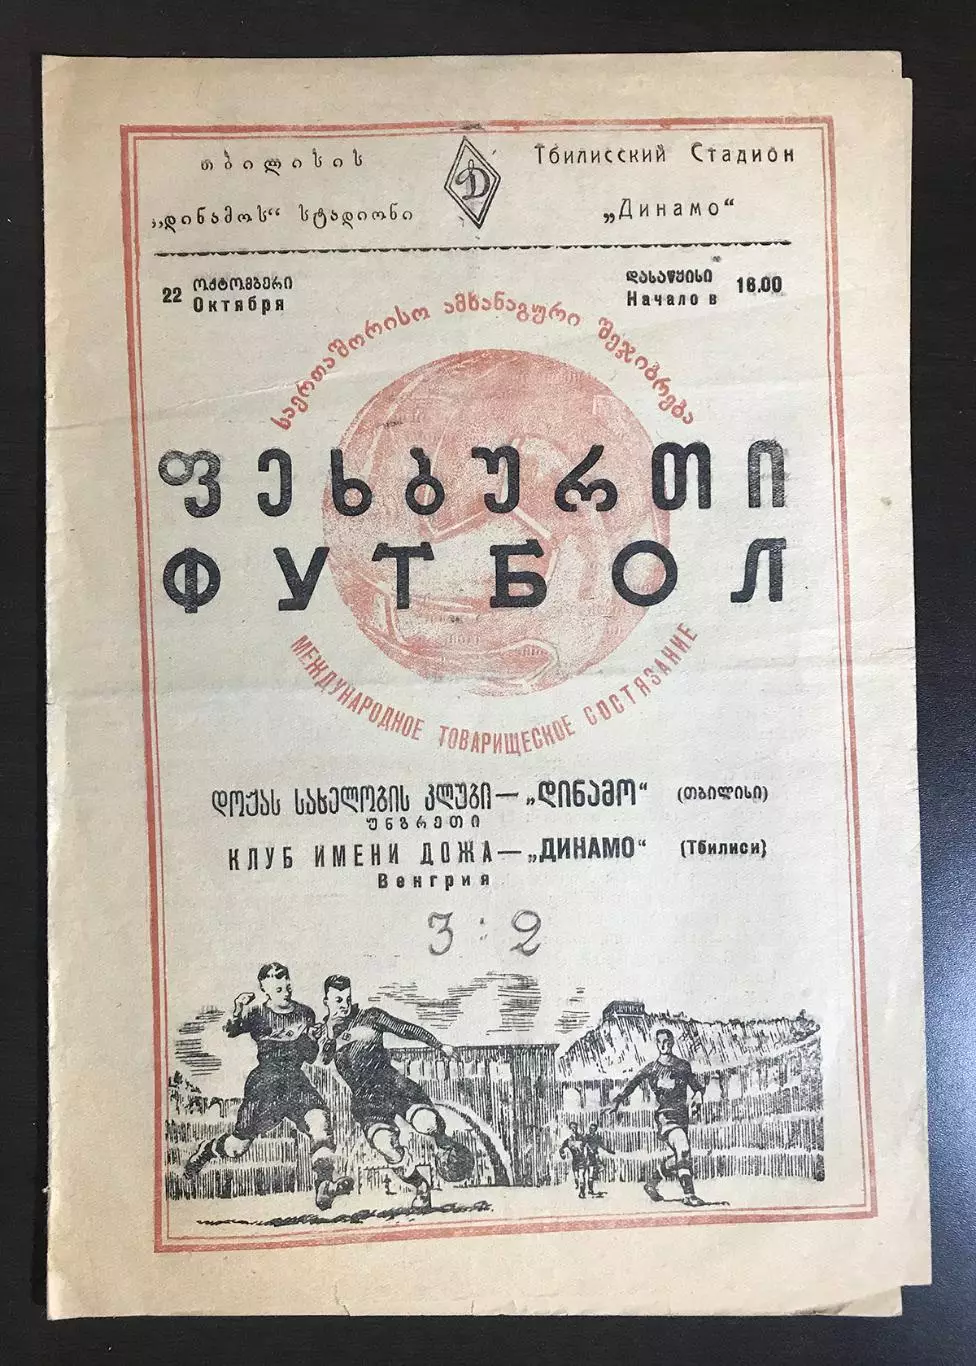 თბილისის
„დინამოს“ სტადიონი
Д
Тбилисский Стадион
„Динамо“
22 ოქტომბერი
Октября
დასაწყისი
Начало в 16.00
საერთაშორისო ამხანაგური შეჯიბრება
ფეხბურთი
ФУТБОЛ
МЕЖДУНАРОДНОЕ ТОВАРИЩЕСКОЕ СОСТЯЗАНИЕ
დოჟას სახელობის კლუბი — „დინამო“ (თბილისი)
უნგრეთი
КЛУБ ИМЕНИ ДОЖА — „ДИНАМО“ (Тбилиси)
Венгрия
3 : 2